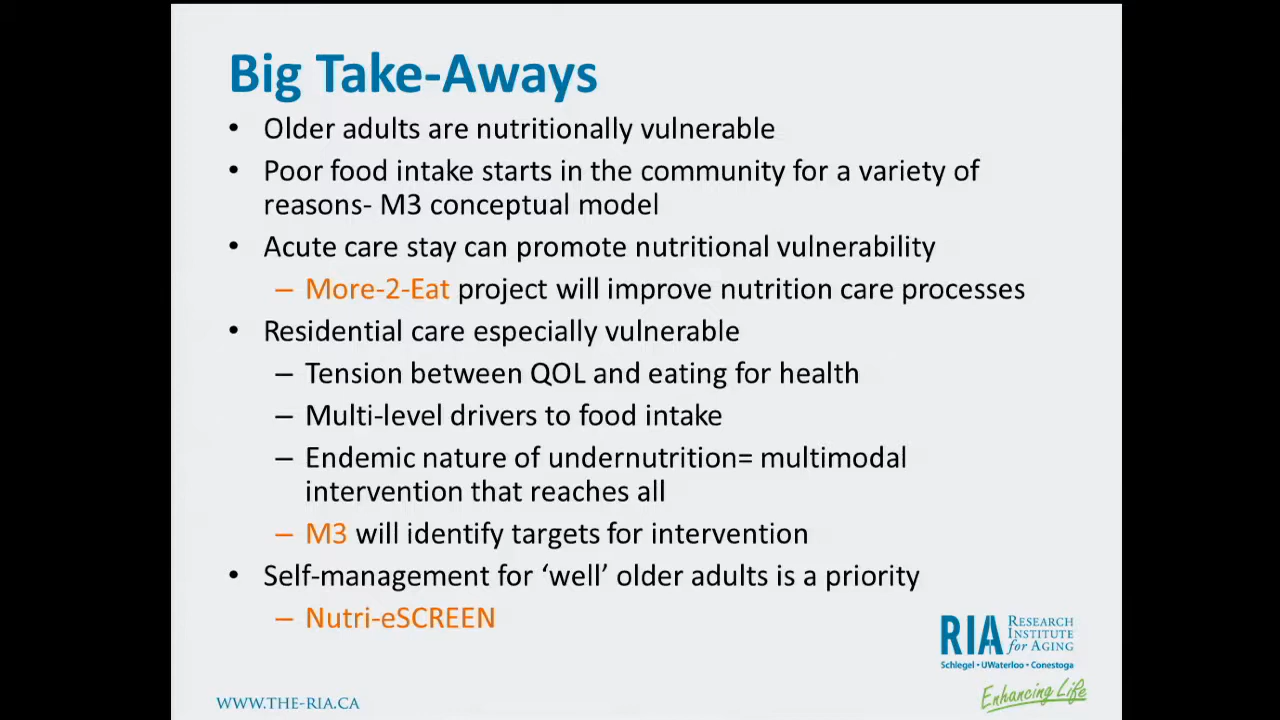 Big Take-Aways
• Older adults are nutritionally vulnerable
• Poor food intake starts in the community for a variety of
reasons- M3 conceptual model
• Acute care stay can promote nutritional vulnerability
– More-2-Eat project will improve nutrition care processes
• Residential care especially vulnerable
– Tension between QOL and eating for health
– Multi-level drivers to food intake
– Endemic nature of undernutrition= multimodal
intervention that reaches all
– M3 will identify targets for intervention
• Self-management for ‘well’ older adults is a priority
– Nutri-eSCREEN
RIA RESEARCH
INSTITUTE
for AGING
Schlegel • UWaterloo • Conestoga
Enhancing Life
WWW.THE-RIA.CA